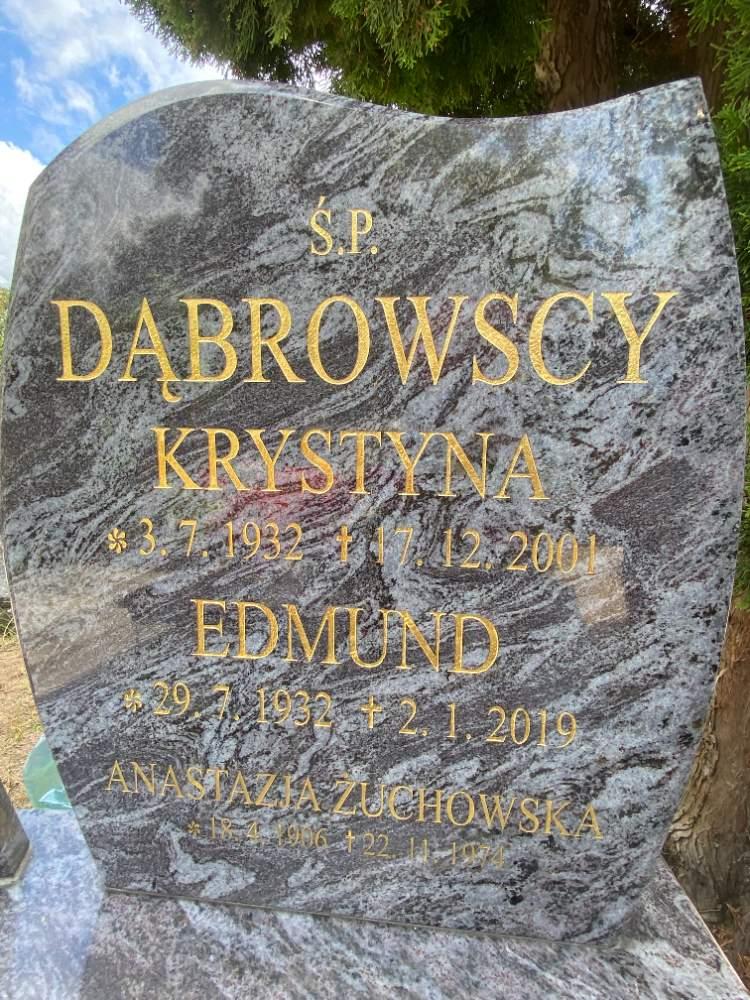 Ś.P.
DĄBROWSCY
KRYSTYNA
* 3. 7. 1932 † 17. 12. 2001
EDMUND
* 29. 7. 1932 † 2. 1. 2019
ANASTAZJA ŻUCHOWSKA
* 18. 4. 1906 † 22. 11. 1974